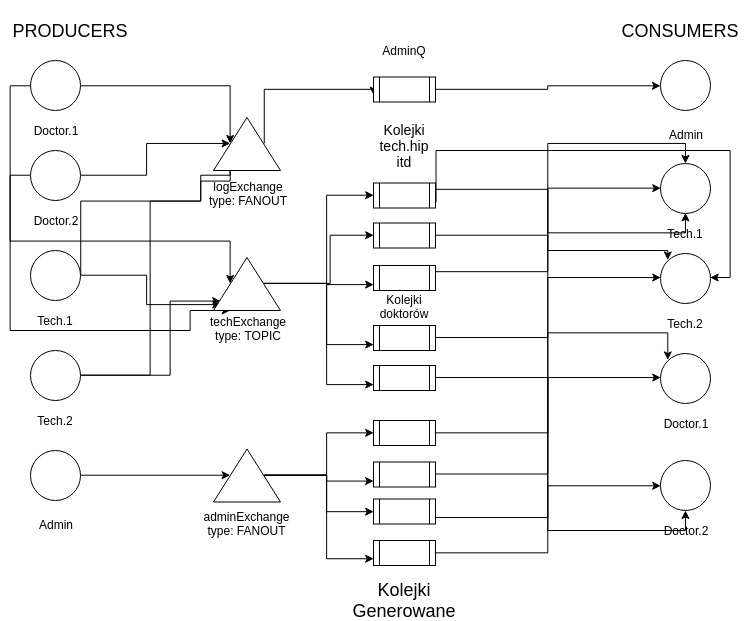 PRODUCERS
CONSUMERS
AdminQ
Doctor.1
Kolejki
tech.hip
itd
Admin
logExchange
type: FANOUT
Doctor.2
Tech.1
Kolejki
doktorów
Tech.1
techExchange
type: TOPIC
Tech.2
Tech.2
Doctor.1
Admin
adminExchange
type: FANOUT
Doctor.2
Kolejki
Generowane